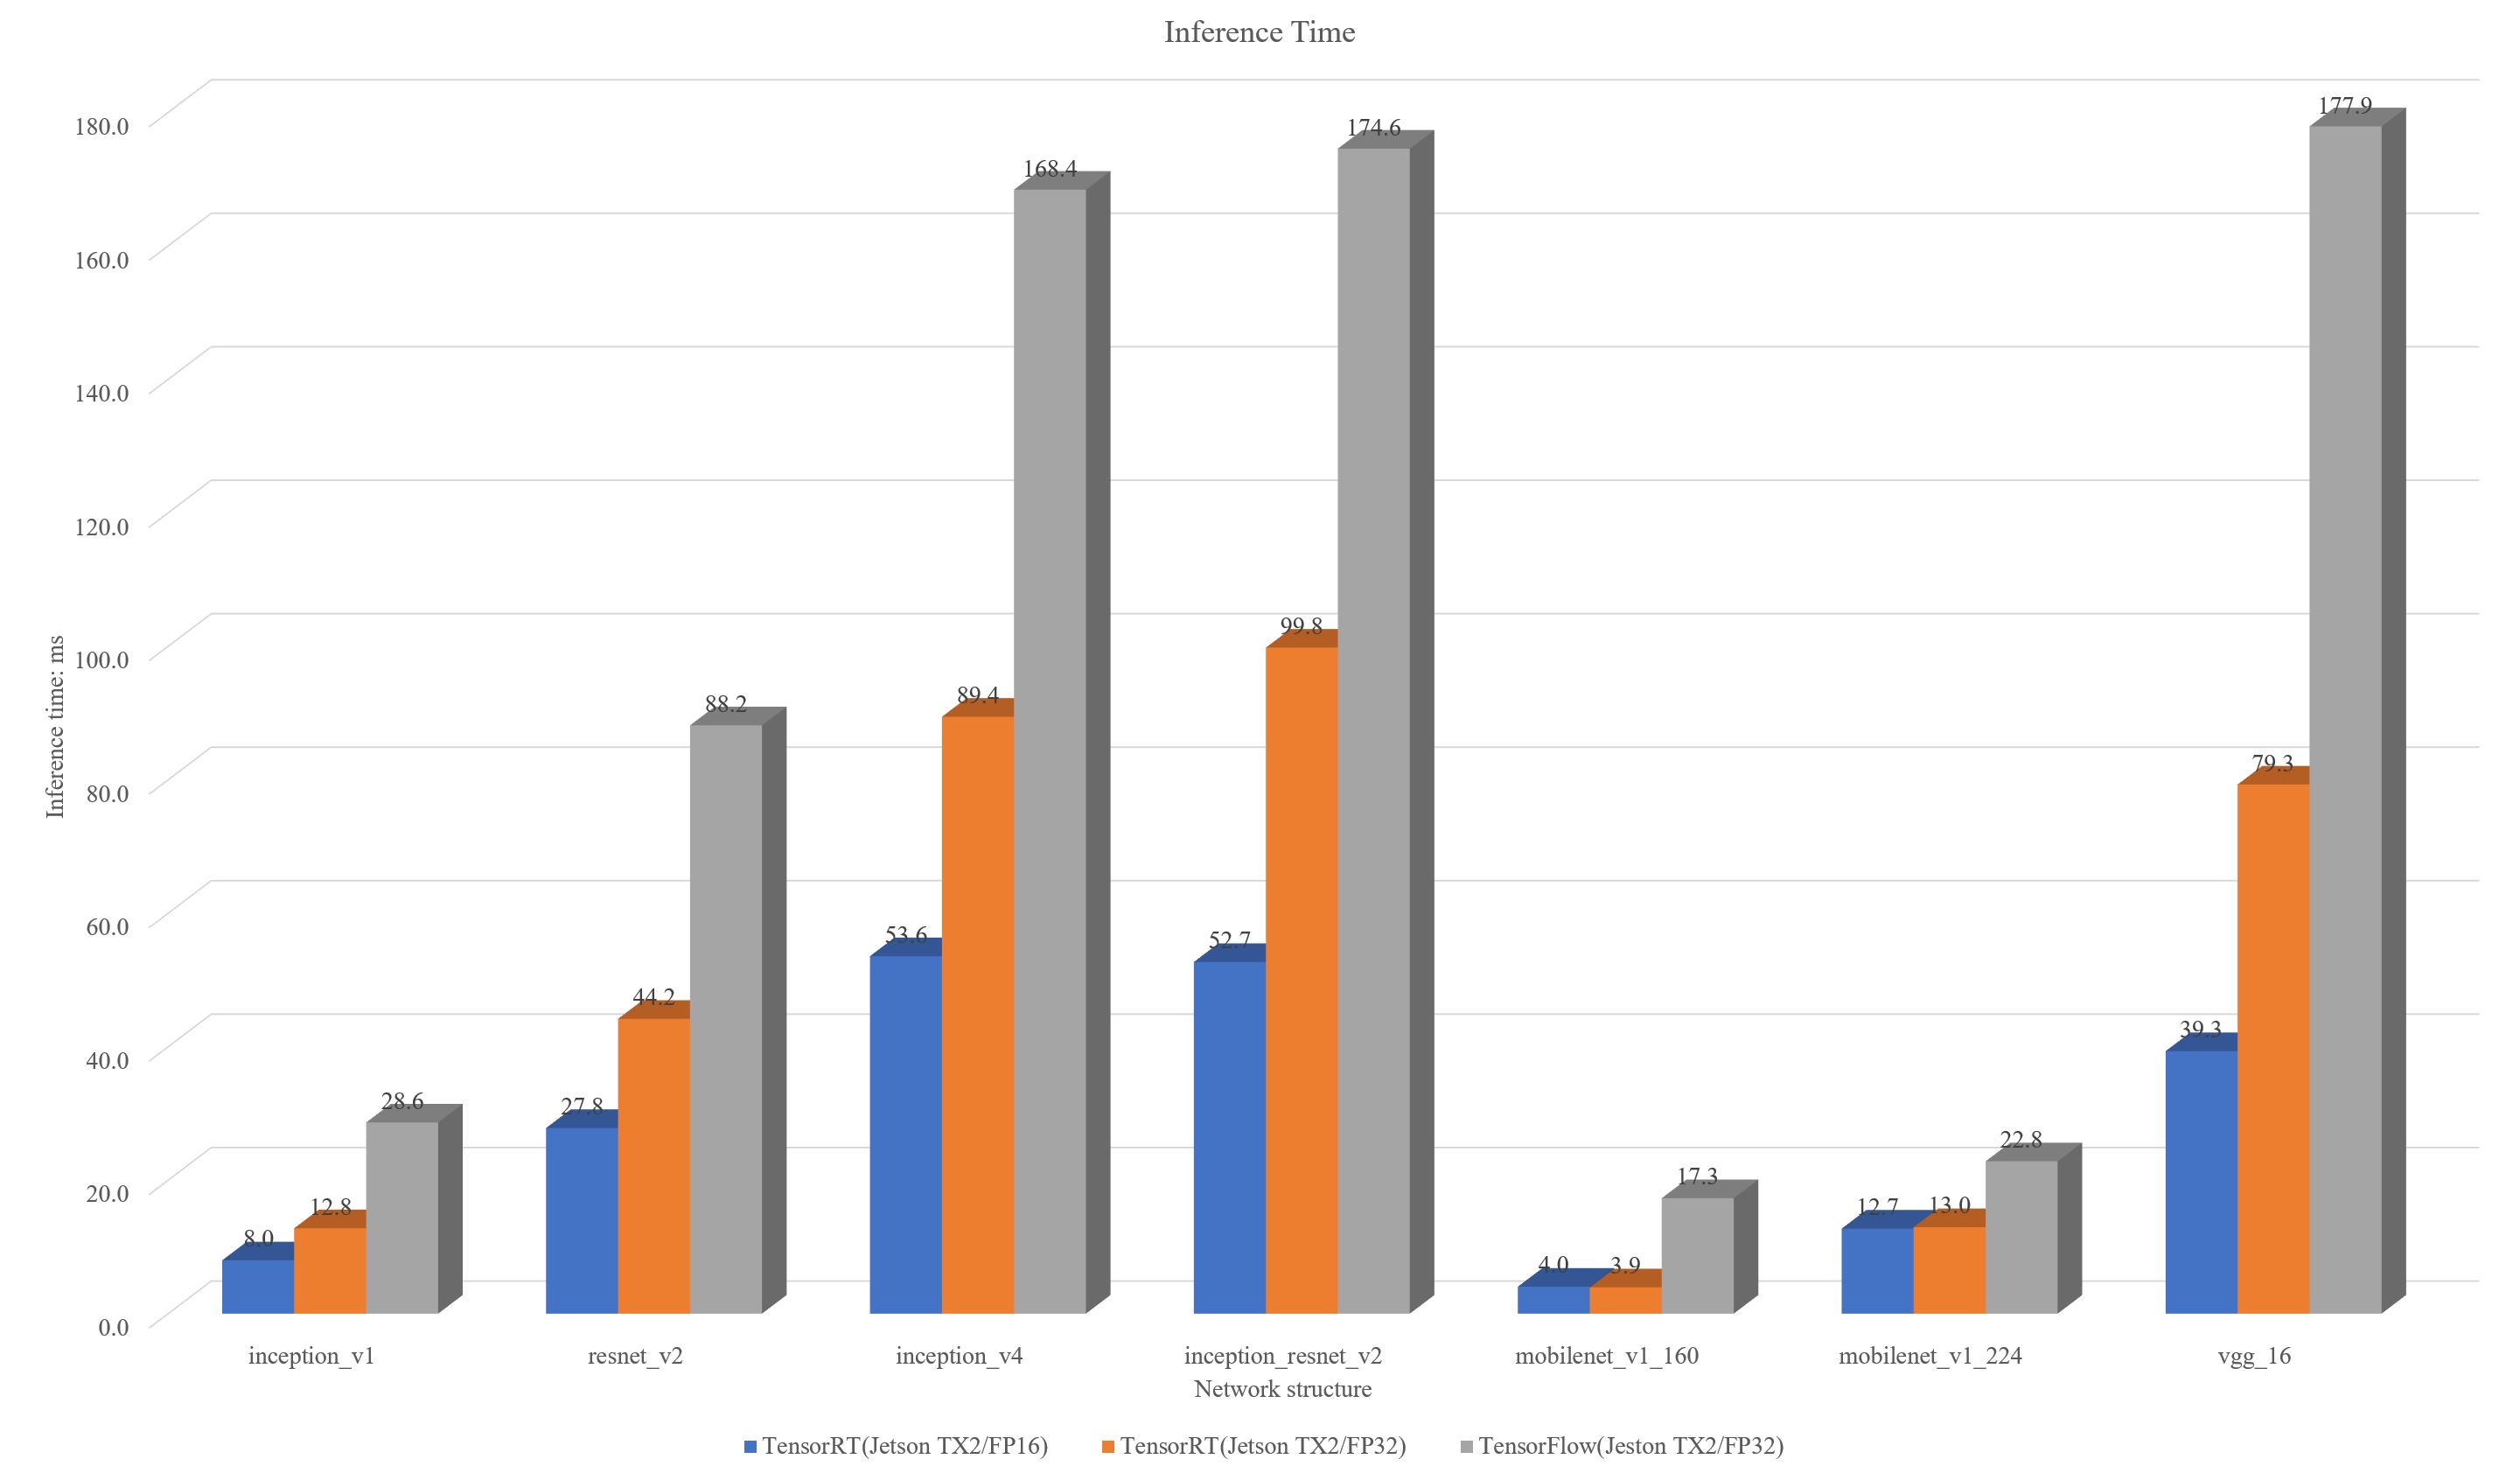 Inference Time
180.0
160.0
140.0
120.0
100.0
80.0
60.0
40.0
20.0
0.0
Inference time: ms
8.0
12.8
28.6
27.8
44.2
88.2
53.6
89.4
168.4
52.7
99.8
174.6
4.0
3.9
17.3
12.7
13.0
22.8
39.3
79.3
177.9
inception_v1
resnet_v2
inception_v4
inception_resnet_v2
mobilenet_v1_160
mobilenet_v1_224
vgg_16
Network structure
TensorRT(Jetson TX2/FP16)
TensorRT(Jetson TX2/FP32)
TensorFlow(Jeston TX2/FP32)